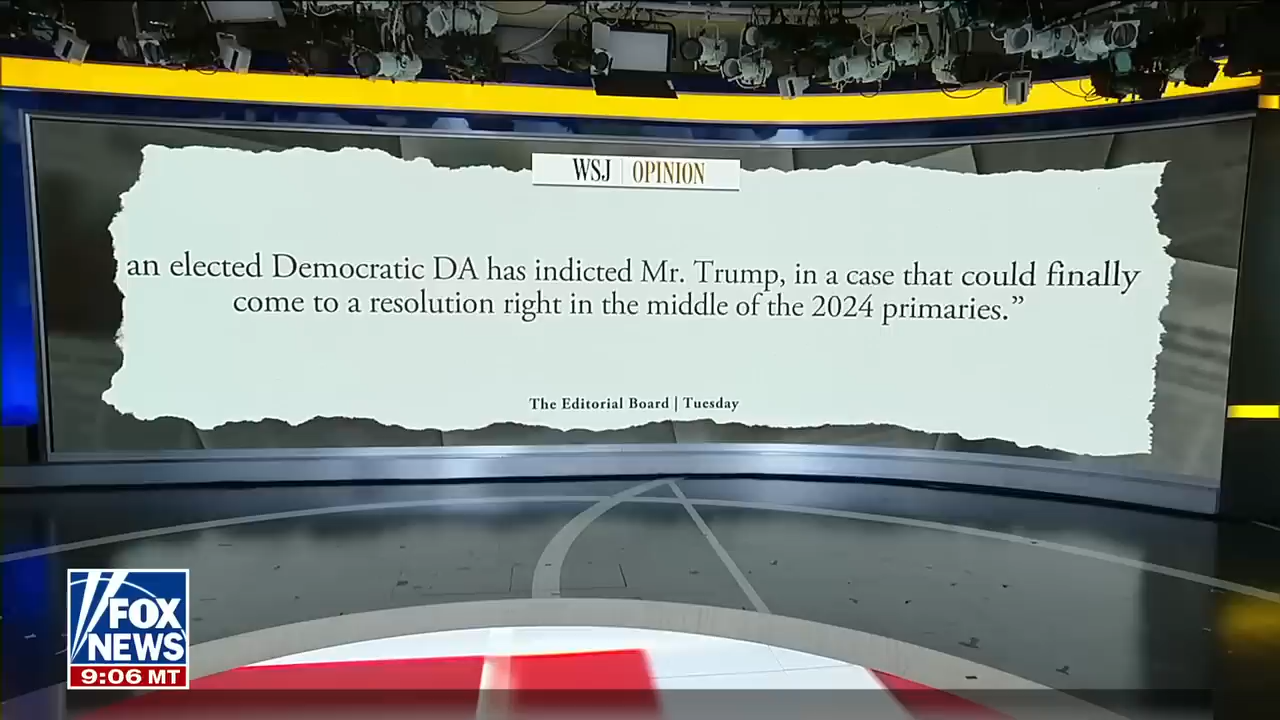 WSJ | OPINION
an elected Democratic DA has indicted Mr. Trump, in a case that could finally
come to a resolution right in the middle of the 2024 primaries.”
The Editorial Board | Tuesday
FOX
NEWS
9:06 MT